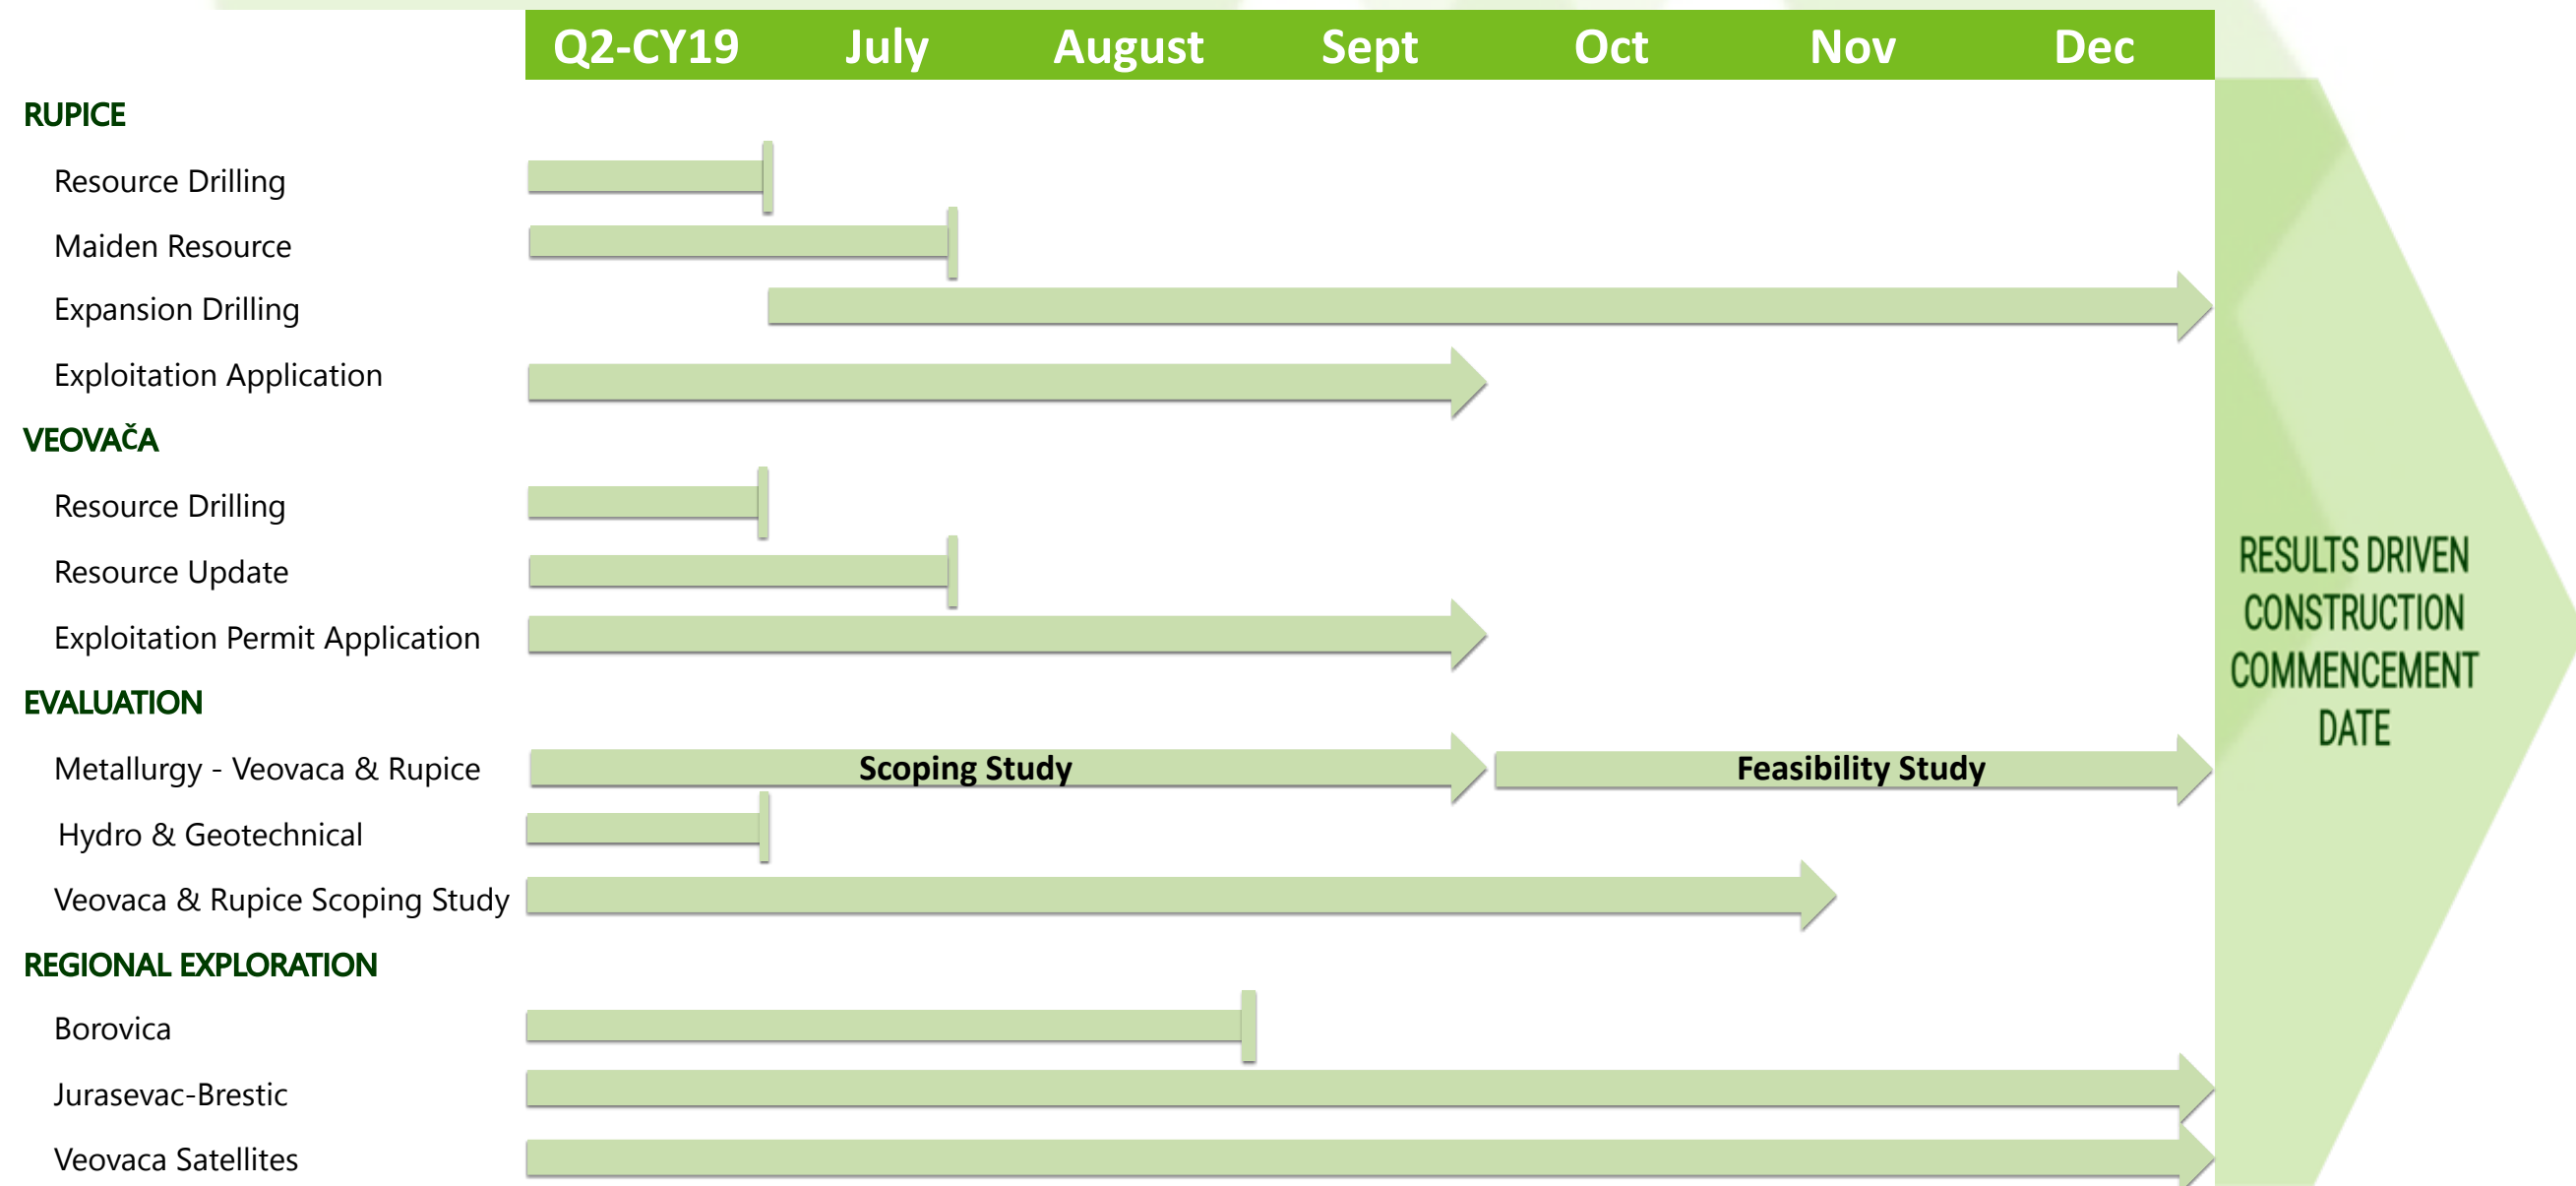 Q2-CY19 July August Sept Oct Nov Dec
RUPICE
Resource Drilling
Maiden Resource
Expansion Drilling
Exploitation Application
VEOVAČA
Resource Drilling
Resource Update
Exploitation Permit Application
EVALUATION
Metallurgy - Veovaca & Rupice Scoping Study Feasibility Study
Hydro & Geotechnical
Veovaca & Rupice Scoping Study
REGIONAL EXPLORATION
Borovica
Jurasevac-Brestic
Veovaca Satellites
RESULTS DRIVEN
CONSTRUCTION
COMMENCEMENT
DATE